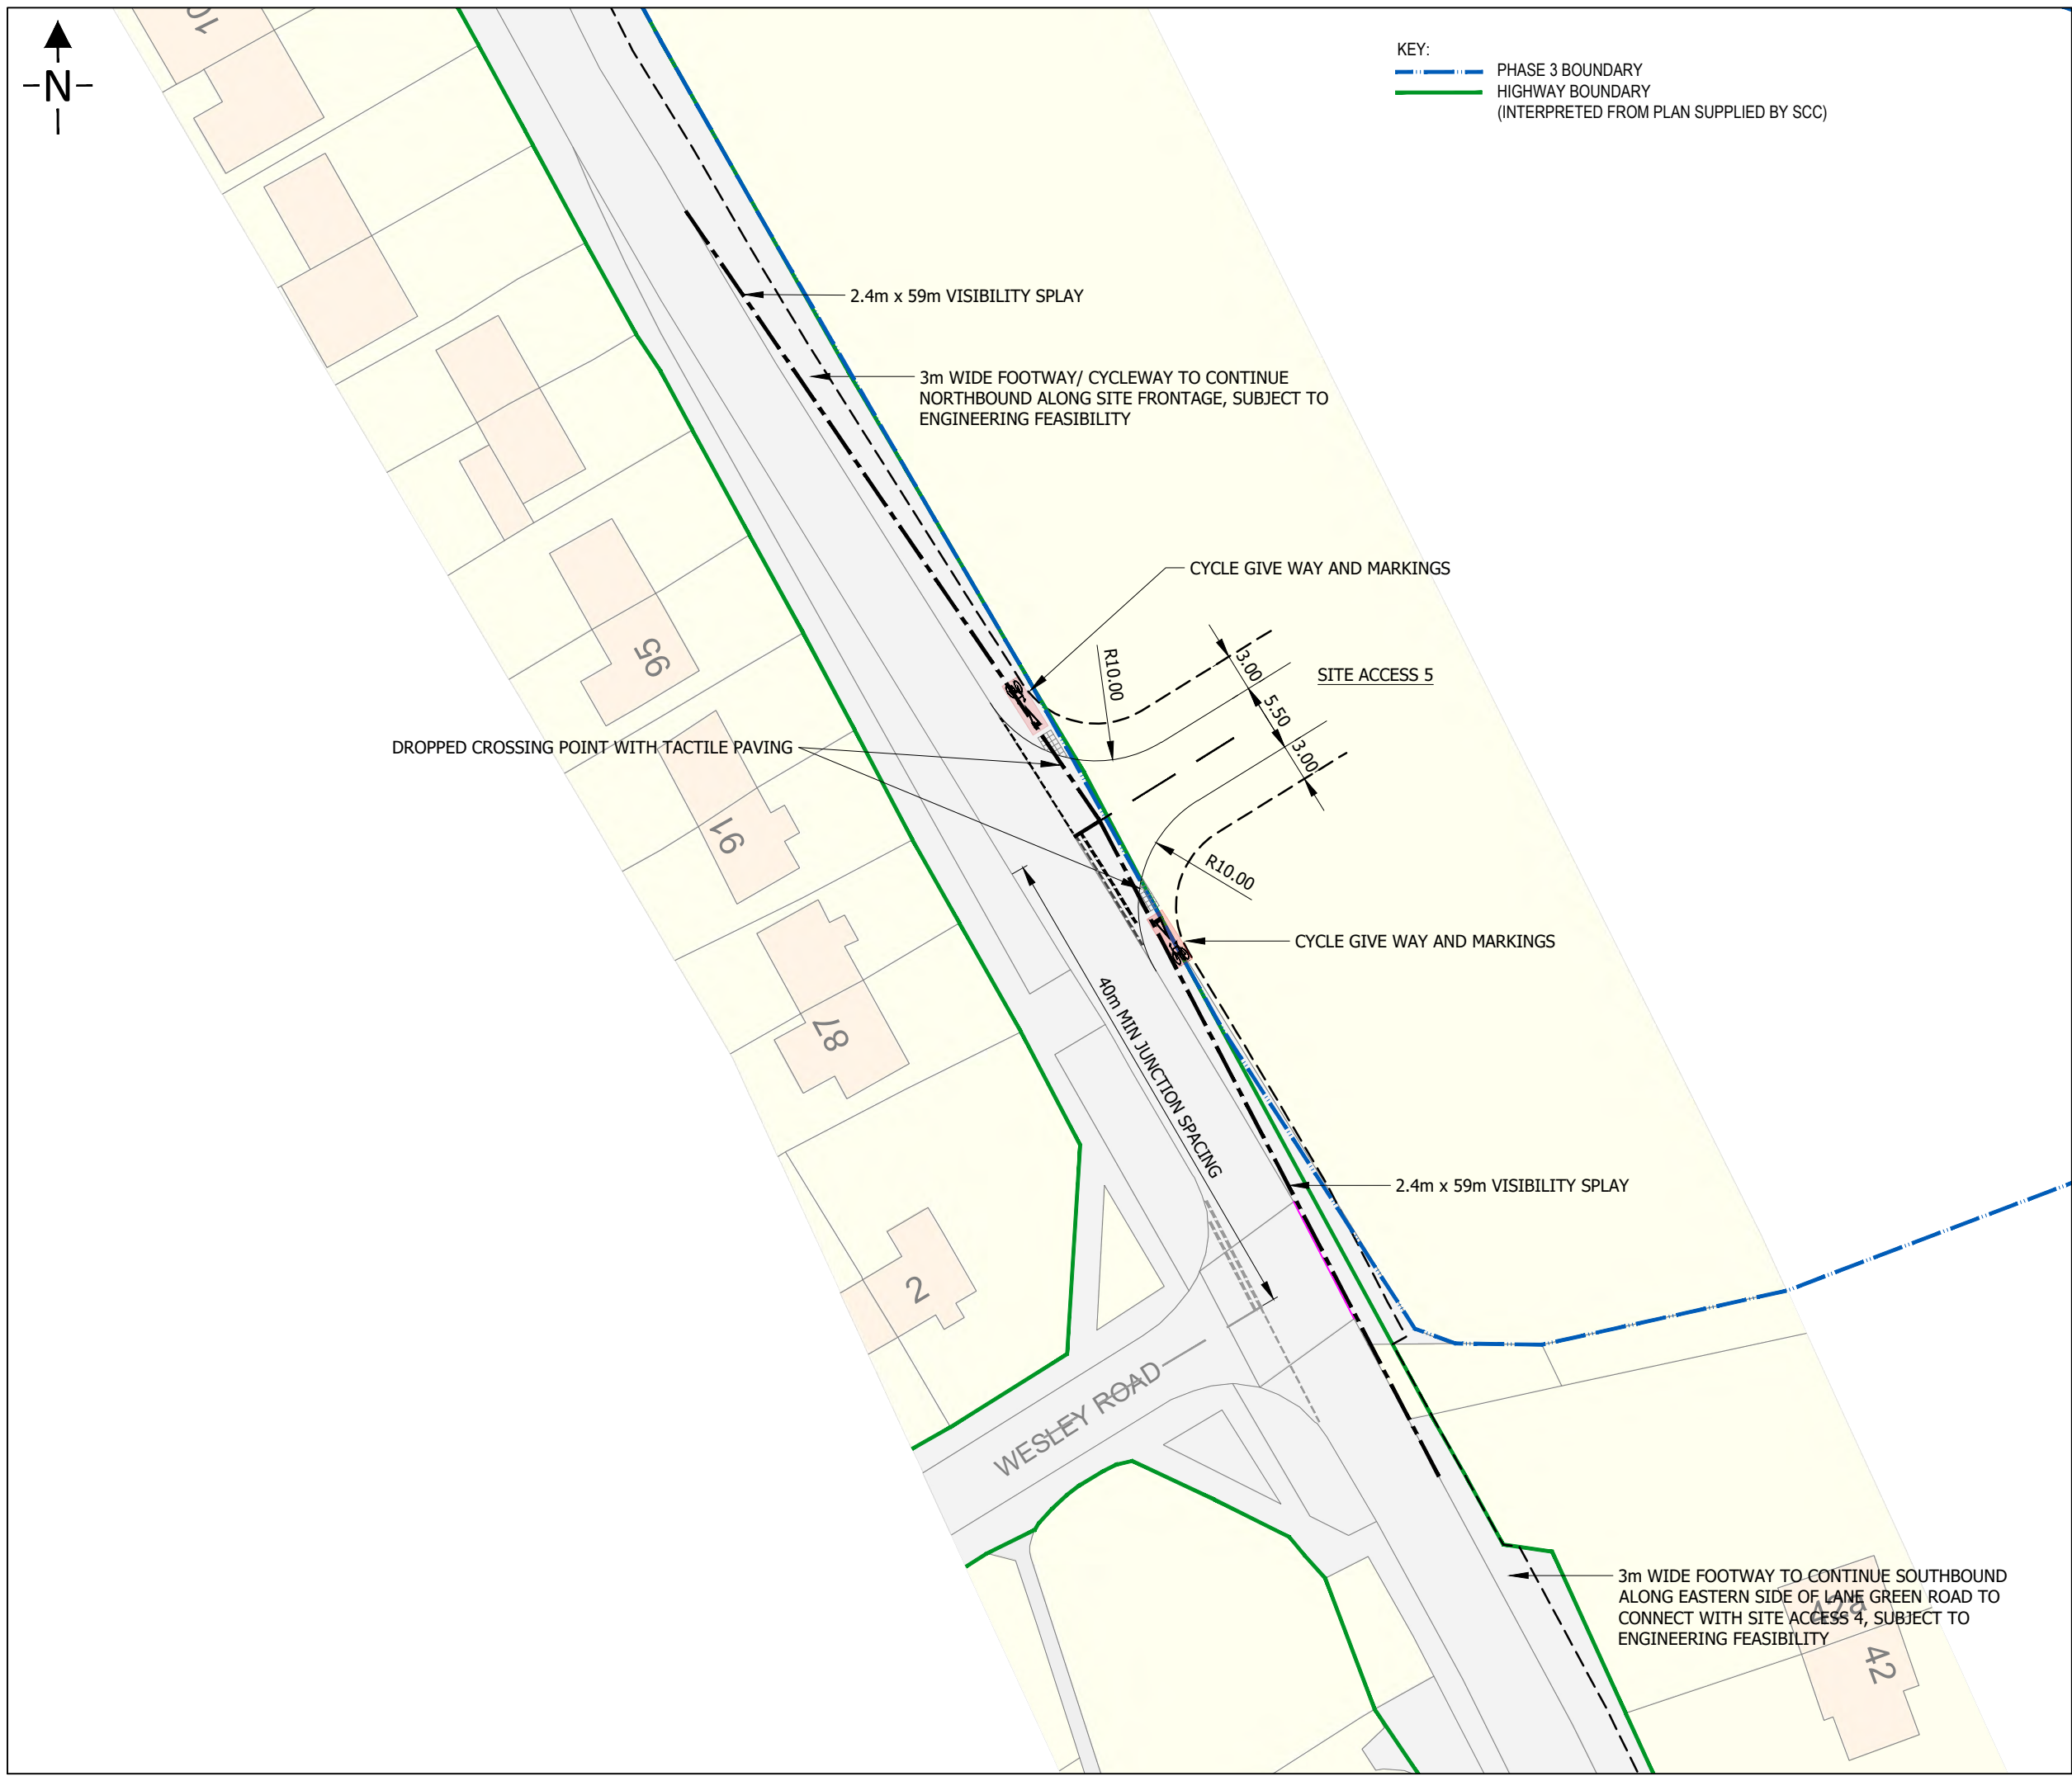 N
KEY:
PHASE 3 BOUNDARY
HIGHWAY BOUNDARY
(INTERPRETED FROM PLAN SUPPLIED BY SCC)
2.4m x 59m VISIBILITY SPLAY
3m WIDE FOOTWAY/ CYCLEWAY TO CONTINUE
NORTHBOUND ALONG SITE FRONTAGE, SUBJECT TO
ENGINEERING FEASIBILITY
CYCLE GIVE WAY AND MARKINGS
R10.00
3.00
5.50
3.00
SITE ACCESS 5
95
DROPPED CROSSING POINT WITH TACTILE PAVING
91
R10.00
CYCLE GIVE WAY AND MARKINGS
87
40m MIN JUNCTION SPACING
2.4m x 59m VISIBILITY SPLAY
2
WESLEY ROAD
3m WIDE FOOTWAY TO CONTINUE SOUTHBOUND
ALONG EASTERN SIDE OF LANE GREEN ROAD TO
CONNECT WITH SITE ACCESS 4, SUBJECT TO
ENGINEERING FEASIBILITY
42a
42